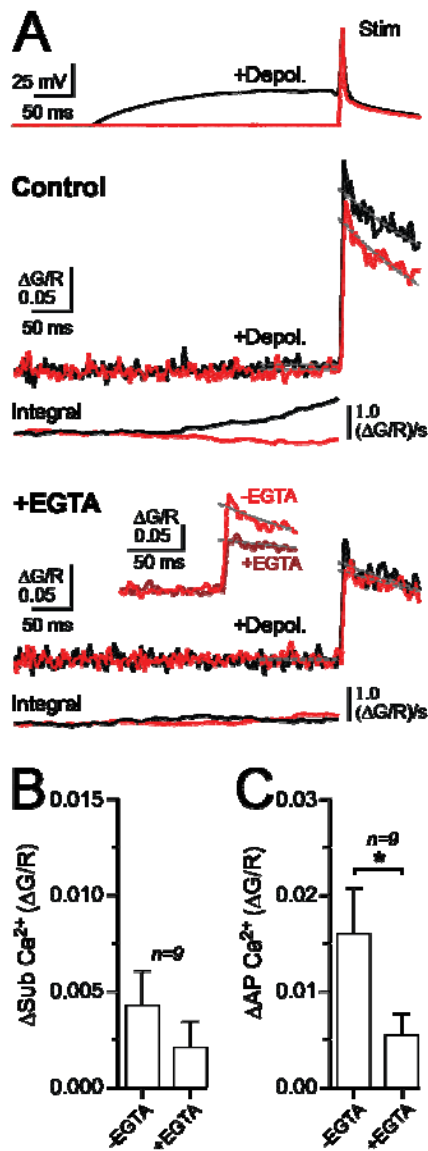 A
Stim
+Depol.
25 mV
50 ms
Control
ΔG/R
0.05
50 ms
+Depol.
Integral
1.0
(ΔG/R)/s
+EGTA
ΔG/R
0.05
50 ms
-EGTA
+EGTA
ΔG/R
0.05
50 ms
+Depol.
Integral
1.0
(ΔG/R)/s
B
ΔSub Ca²⁺ (ΔG/R)
0.015
0.010
0.005
0.000
n=9
-EGTA
+EGTA
C
ΔAP Ca²⁺ (ΔG/R)
0.03
0.02
0.01
0.00
n=9
*
-EGTA
+EGTA